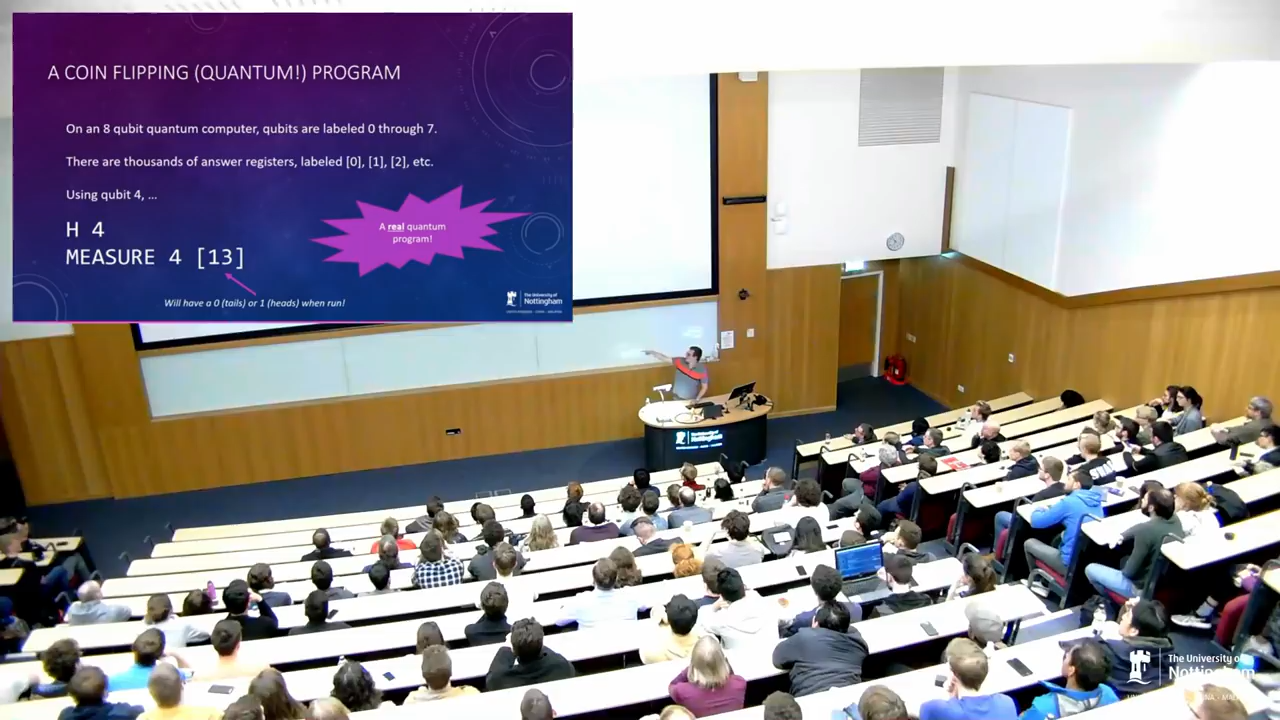 A COIN FLIPPING (QUANTUM!) PROGRAM
On an 8 qubit quantum computer, qubits are labeled 0 through 7.
There are thousands of answer registers, labeled [0], [1], [2], etc.
Using qubit 4, ...
H 4
MEASURE 4 [13]
A real quantum
program!
Will have a 0 (tails) or 1 (heads) when run!
The University of
Nottingham
The University of
Nottingham